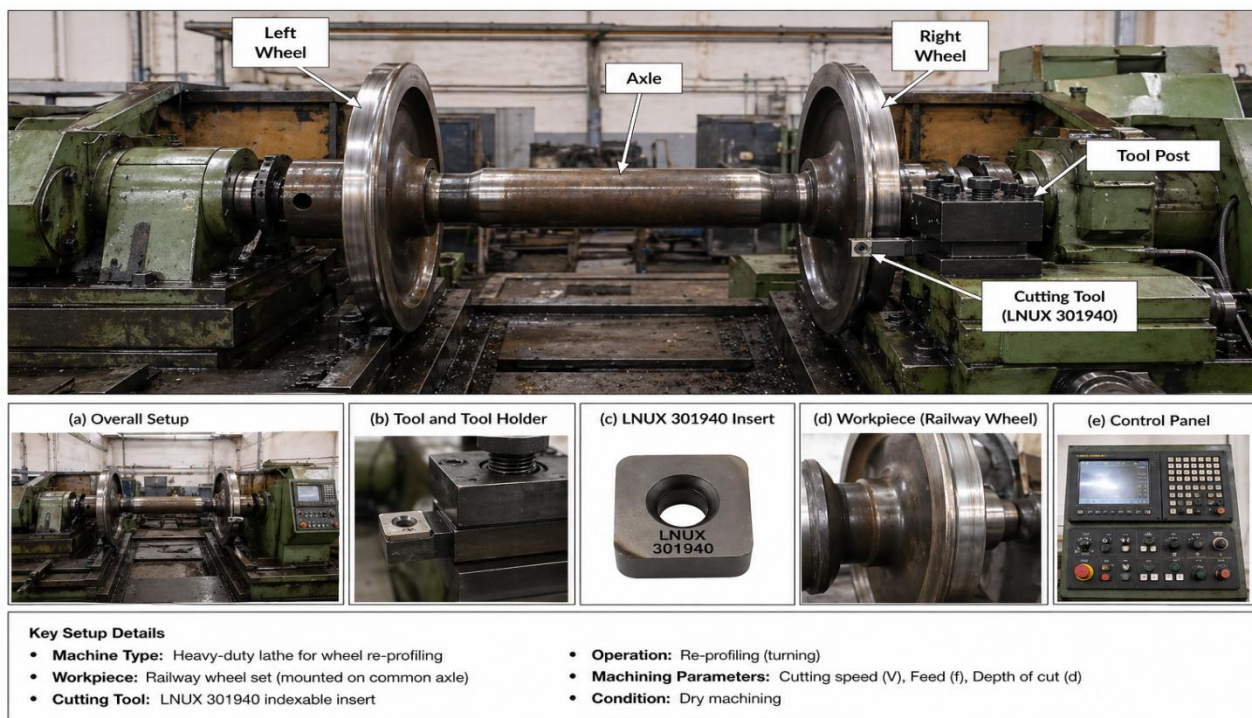 Left
Wheel
Axle
Right
Wheel
Tool Post
Cutting Tool
(LNUX 301940)
(a) Overall Setup
(b) Tool and Tool Holder
(c) LNUX 301940 Insert
(d) Workpiece (Railway Wheel)
(e) Control Panel
LNUX
301940
Key Setup Details
• Machine Type: Heavy-duty lathe for wheel re-profiling
• Workpiece: Railway wheel set (mounted on common axle)
• Cutting Tool: LNUX 301940 indexable insert
• Operation: Re-profiling (turning)
• Machining Parameters: Cutting speed (V), Feed (f), Depth of cut (d)
• Condition: Dry machining